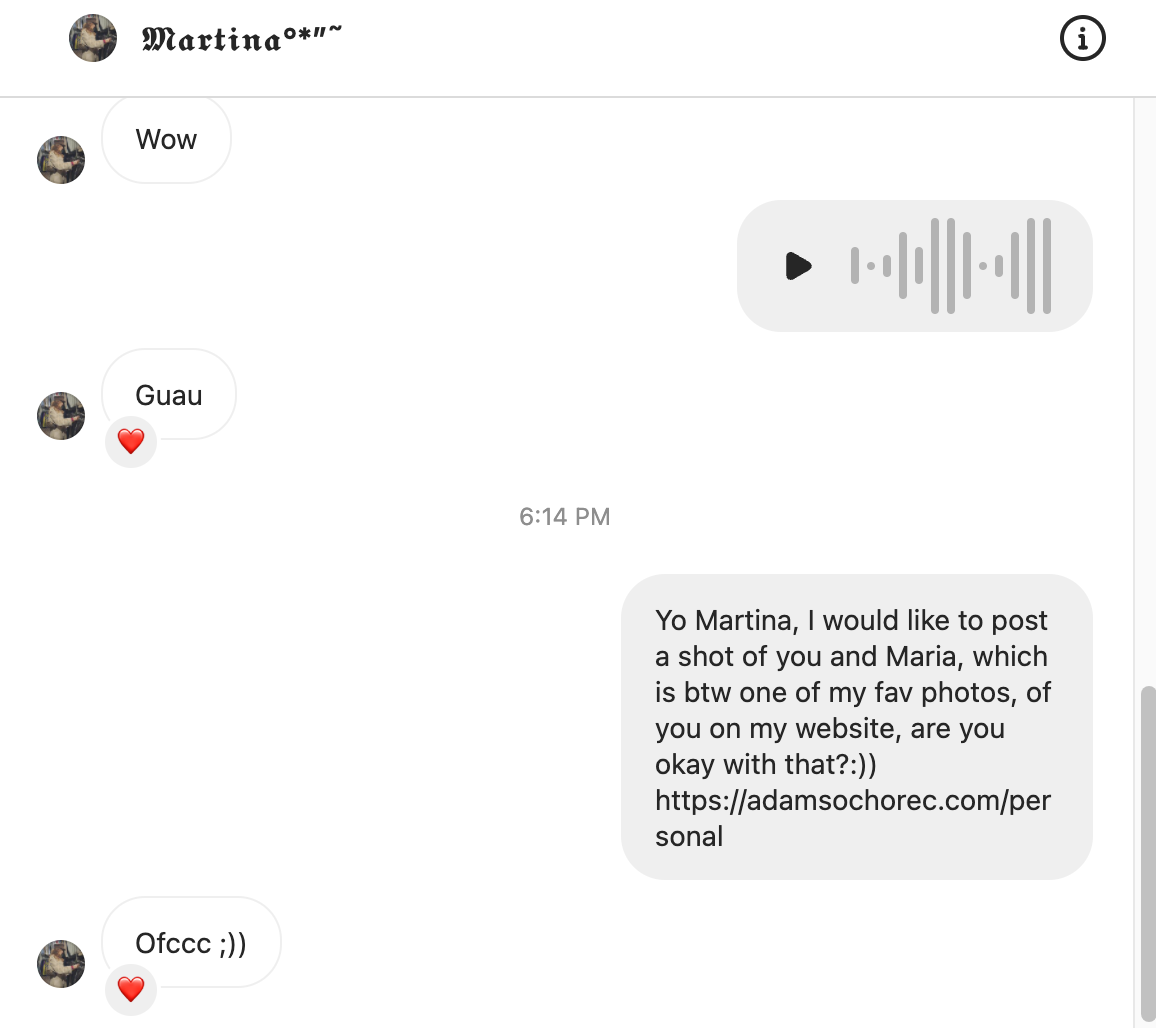 𝕸𝖆𝖗𝖙𝖎𝖓𝖆°*"˜
Wow
Guau
6:14 PM
Yo Martina, I would like to post
a shot of you and Maria, which
is btw one of my fav photos, of
you on my website, are you
okay with that?:))
https://adamsochorec.com/per
sonal
Ofccc ;))